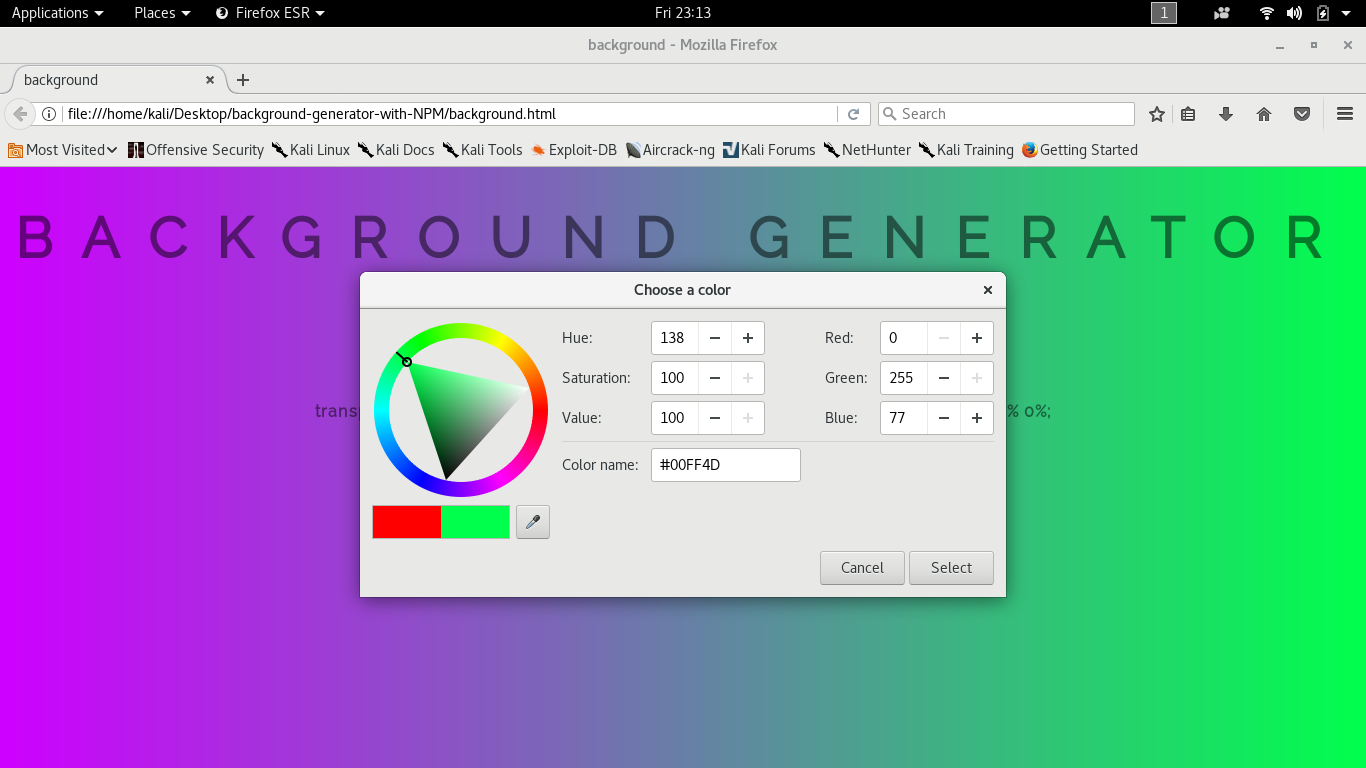 Applications Places Firefox ESR Fri 23:13 1
background - Mozilla Firefox
background
file:///home/kali/Desktop/background-generator-with-NPM/background.html Search
Most Visited Offensive Security Kali Linux Kali Docs Kali Tools Exploit-DB Aircrack-ng Kali Forums NetHunter Kali Training Getting Started
BACKGROUND GENERATOR
Choose a color
Hue: 138 Red: 0
Saturation: 100 Green: 255
Value: 100 Blue: 77
% 0%;
Color name: #00FF4D
Cancel Select